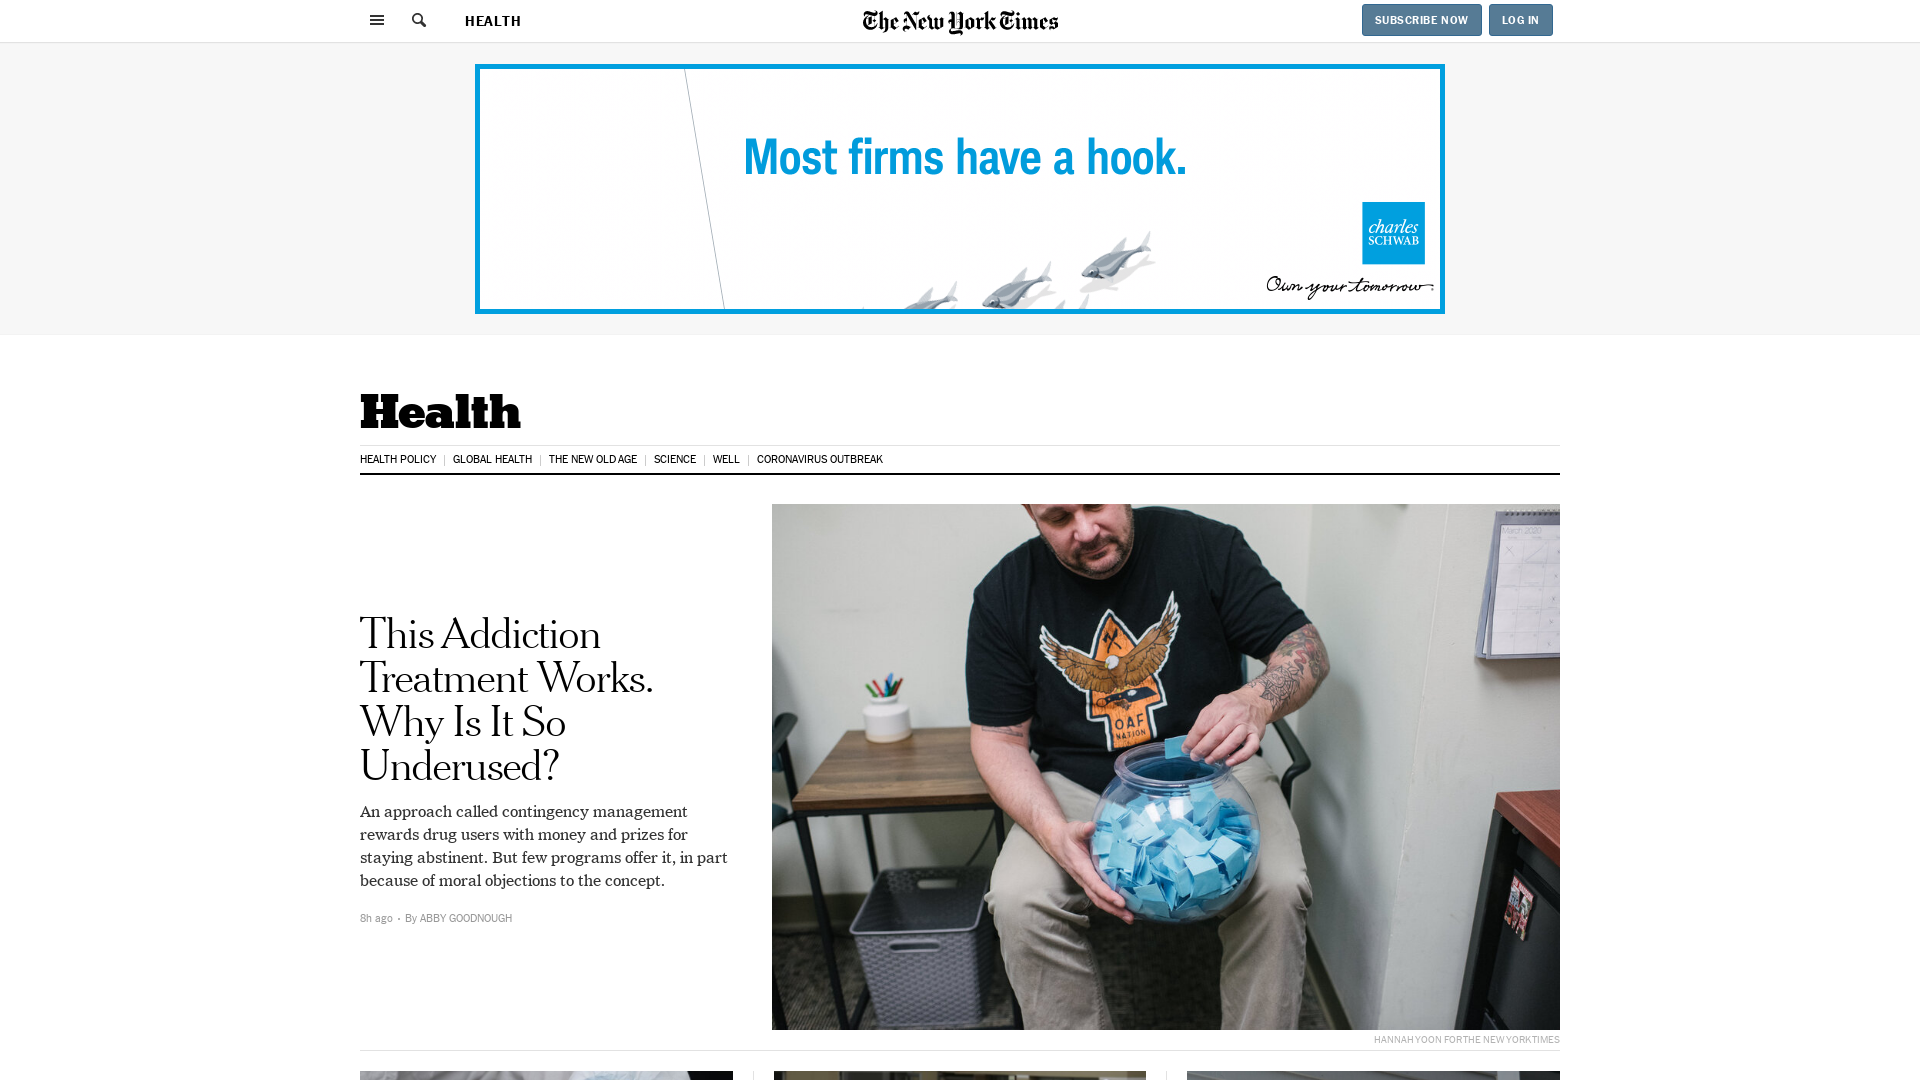 HEALTH
The New York Times
SUBSCRIBE NOW
LOG IN
Most firms have a hook.
charles
SCHWAB
Own your tomorrow
Health
HEALTH POLICY
GLOBAL HEALTH
THE NEW OLD AGE
SCIENCE
WELL
CORONAVIRUS OUTBREAK
This Addiction
Treatment Works.
Why Is It So
Underused?
An approach called contingency management
rewards drug users with money and prizes for
staying abstinent. But few programs offer it, in part
because of moral objections to the concept.
8h ago · By ABBY GOODNOUGH
March 2020
OAF
NATION
HANNAH YOON FOR THE NEW YORK TIMES